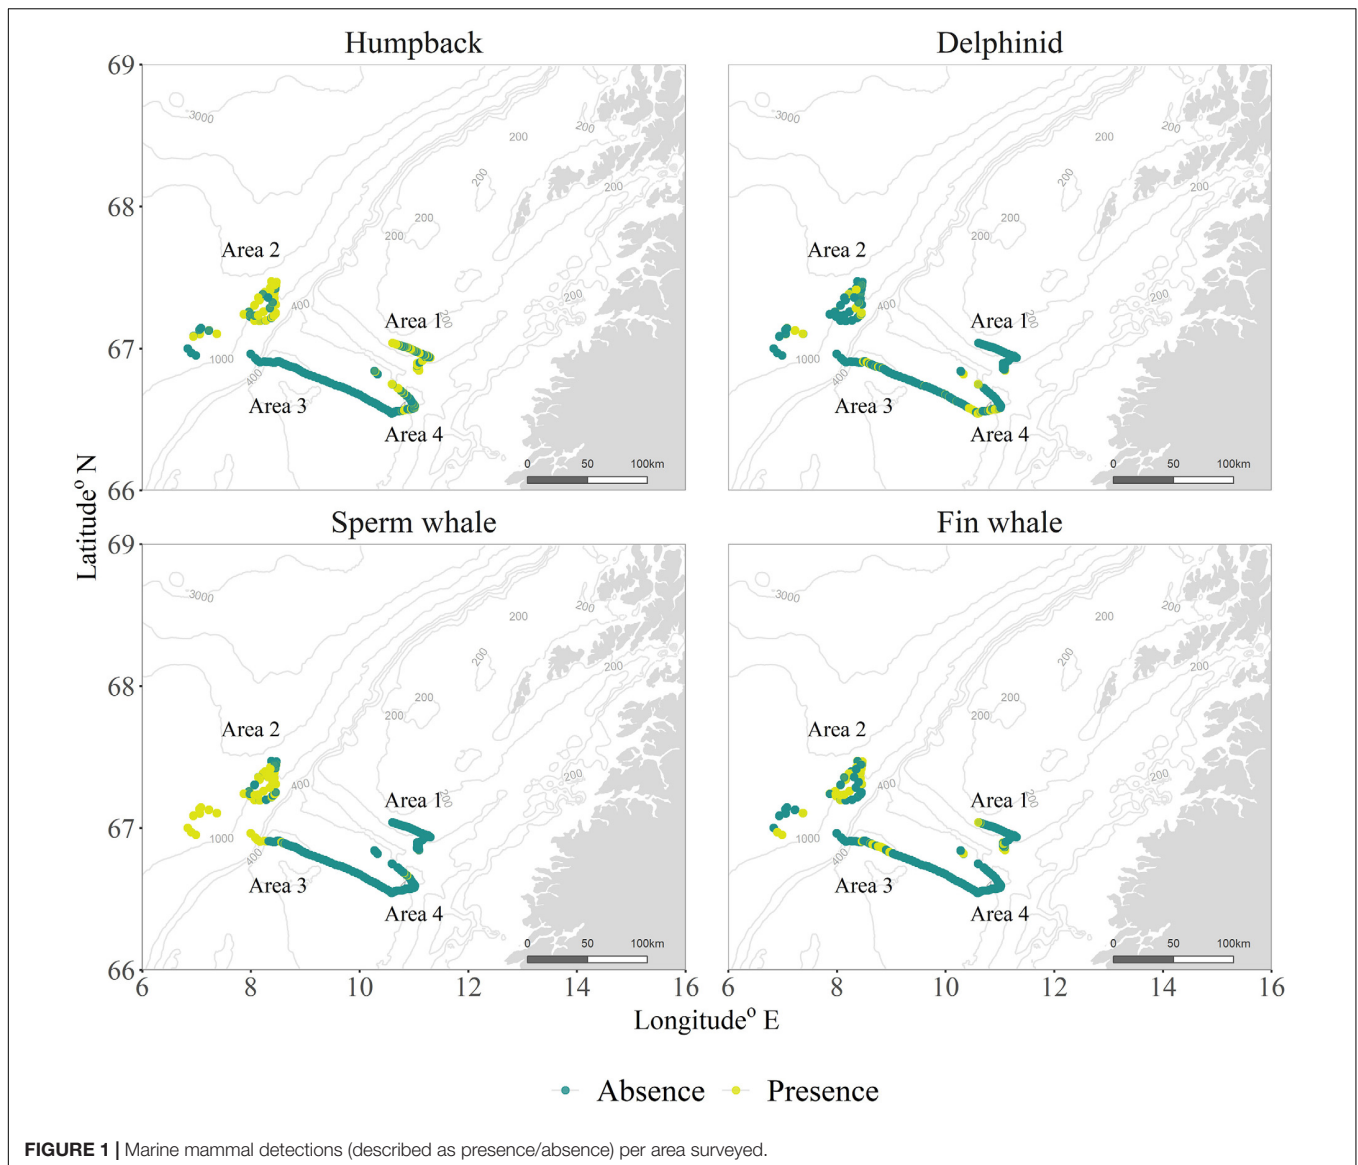 Humpback
Delphinid
69
68
67
66
3000
200
200
200
200
200
200
200
400
1000
400
Area 2
Area 1
Area 3
Area 4
0 50 100km
3000
200
200
200
200
200
200
200
400
1000
400
Area 2
Area 1
Area 3
Area 4
0 50 100km
Latitude° N
Sperm whale
Fin whale
69
68
67
66
3000
200
200
200
200
200
200
200
400
1000
400
Area 2
Area 1
Area 3
Area 4
0 50 100km
3000
200
200
200
200
200
200
200
400
1000
400
Area 2
Area 1
Area 3
Area 4
0 50 100km
6 8 10 12 14 16
6 8 10 12 14 16
Longitude° E
Absence Presence
FIGURE 1 | Marine mammal detections (described as presence/absence) per area surveyed.